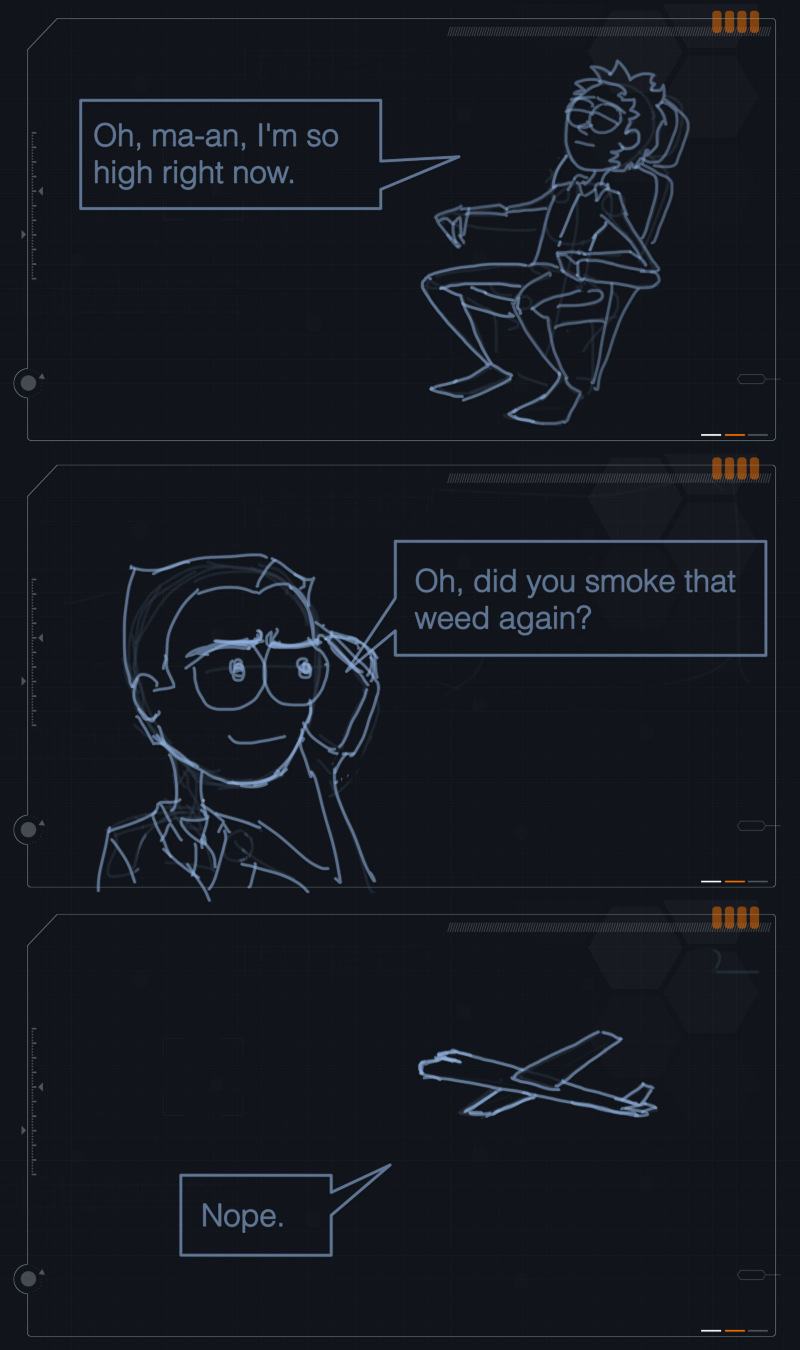 Oh, ma-an, I'm so
high right now.
Oh, did you smoke that
weed again?
Nope.